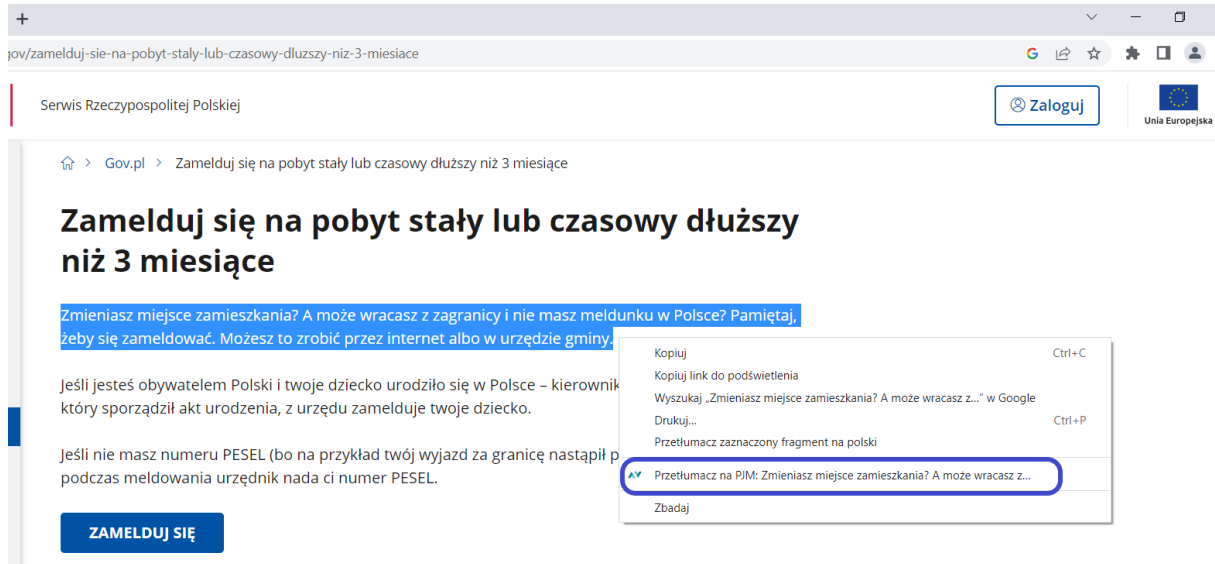 +
gov/zamelduj-sie-na-pobyt-staly-lub-czasowy-dluzszy-niz-3-miesiace
Serwis Rzeczypospolitej Polskiej
Zaloguj
Unia Europejska
Gov.pl > Zamelduj się na pobyt stały lub czasowy dłuższy niż 3 miesiące
Zamelduj się na pobyt stały lub czasowy dłuższy
niż 3 miesiące
Zmieniasz miejsce zamieszkania? A może wracasz z zagranicy i nie masz meldunku w Polsce? Pamiętaj,
żeby się zameldować. Możesz to zrobić przez internet albo w urzędzie gminy.
Jeśli jesteś obywatelem Polski i twoje dziecko urodziło się w Polsce – kierownik
który sporządził akt urodzenia, z urzędu zamelduje twoje dziecko.
Jeśli nie masz numeru PESEL (bo na przykład twój wyjazd za granicę nastąpił p
podczas meldowania urzędnik nada ci numer PESEL.
ZAMELDUJ SIĘ
Kopiuj Ctrl+C
Kopiuj link do podświetlenia
Wyszukaj „Zmieniasz miejsce zamieszkania? A może wracasz z...” w Google
Drukuj... Ctrl+P
Przetłumacz zaznaczony fragment na polski
Przetłumacz na PJM: Zmieniasz miejsce zamieszkania? A może wracasz z...
Zbadaj